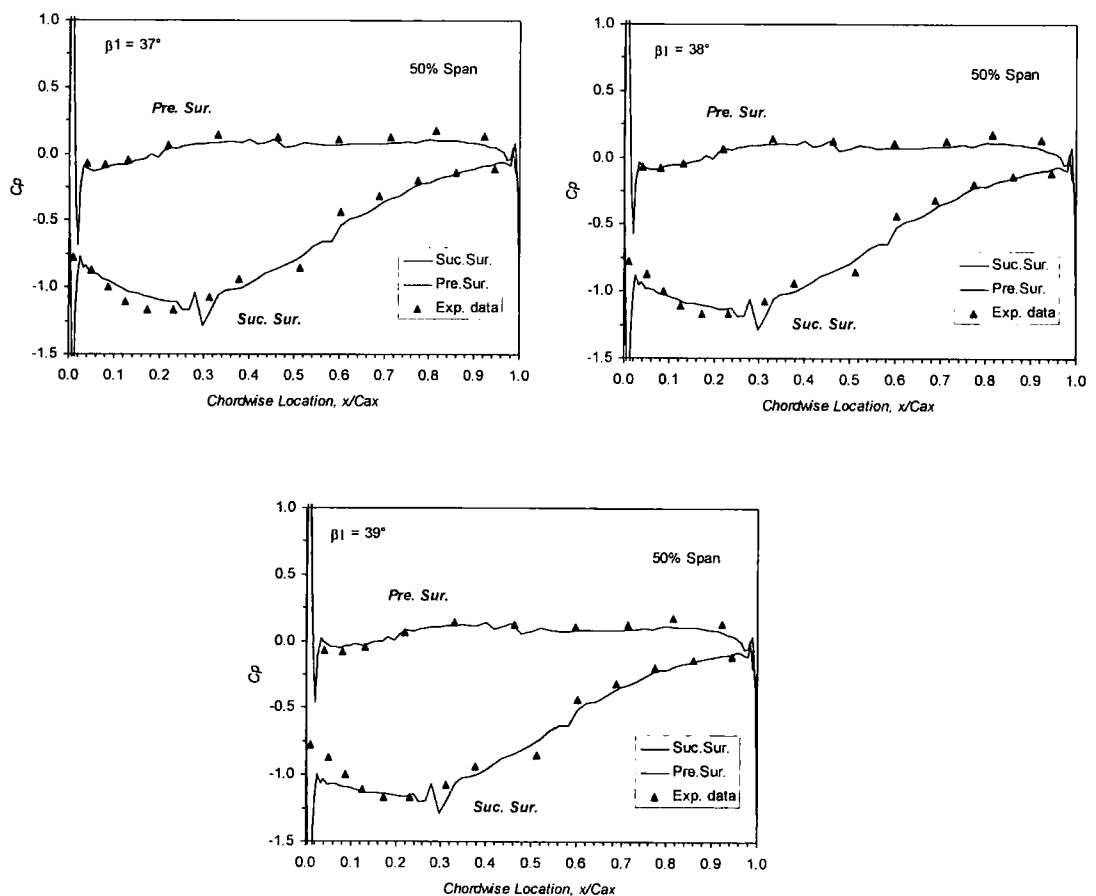 1.0
β1 = 37°
50% Span
0.5
Pre. Sur.
0.0
Cp
-0.5
Suc.Sur.
Pre.Sur.
Exp. data
-1.0
Suc. Sur.
-1.5
0.0 0.1 0.2 0.3 0.4 0.5 0.6 0.7 0.8 0.9 1.0
Chordwise Location, x/Cax
1.0
β1 = 38°
50% Span
0.5
Pre. Sur.
0.0
Cp
-0.5
Suc.Sur.
Pre.Sur.
Exp. data
-1.0
Suc. Sur.
-1.5
0.0 0.1 0.2 0.3 0.4 0.5 0.6 0.7 0.8 0.9 1.0
Chordwise Location, x/Cax
1.0
β1 = 39°
50% Span
0.5
Pre. Sur.
0.0
Cp
-0.5
Suc.Sur.
Pre.Sur.
Exp. data
-1.0
Suc. Sur.
-1.5
0.0 0.1 0.2 0.3 0.4 0.5 0.6 0.7 0.8 0.9 1.0
Chordwise Location, x/Cax